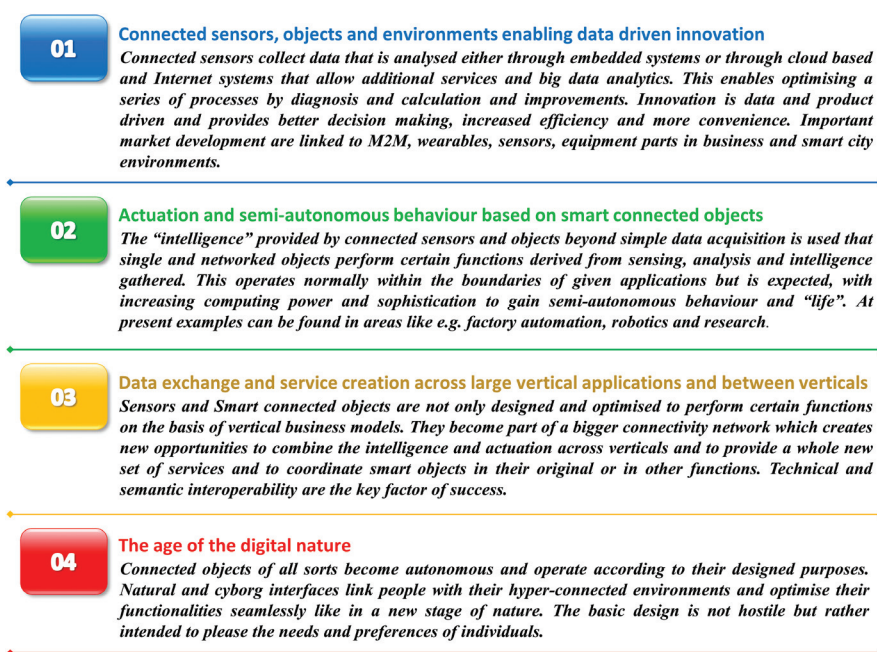 01
Connected sensors, objects and environments enabling data driven innovation
Connected sensors collect data that is analysed either through embedded systems or through cloud based
and Internet systems that allow additional services and big data analytics. This enables optimising a
series of processes by diagnosis and calculation and improvements. Innovation is data and product
driven and provides better decision making, increased efficiency and more convenience. Important
market development are linked to M2M, wearables, sensors, equipment parts in business and smart city
environments.
02
Actuation and semi-autonomous behaviour based on smart connected objects
The “intelligence” provided by connected sensors and objects beyond simple data acquisition is used that
single and networked objects perform certain functions derived from sensing, analysis and intelligence
gathered. This operates normally within the boundaries of given applications but is expected, with
increasing computing power and sophistication to gain semi-autonomous behaviour and “life”. At
present examples can be found in areas like e.g. factory automation, robotics and research.
03
Data exchange and service creation across large vertical applications and between verticals
Sensors and Smart connected objects are not only designed and optimised to perform certain functions
on the basis of vertical business models. They become part of a bigger connectivity network which creates
new opportunities to combine the intelligence and actuation across verticals and to provide a whole new
set of services and to coordinate smart objects in their original or in other functions. Technical and
semantic interoperability are the key factor of success.
04
The age of the digital nature
Connected objects of all sorts become autonomous and operate according to their designed purposes.
Natural and cyborg interfaces link people with their hyper-connected environments and optimise their
functionalities seamlessly like in a new stage of nature. The basic design is not hostile but rather
intended to please the needs and preferences of individuals.